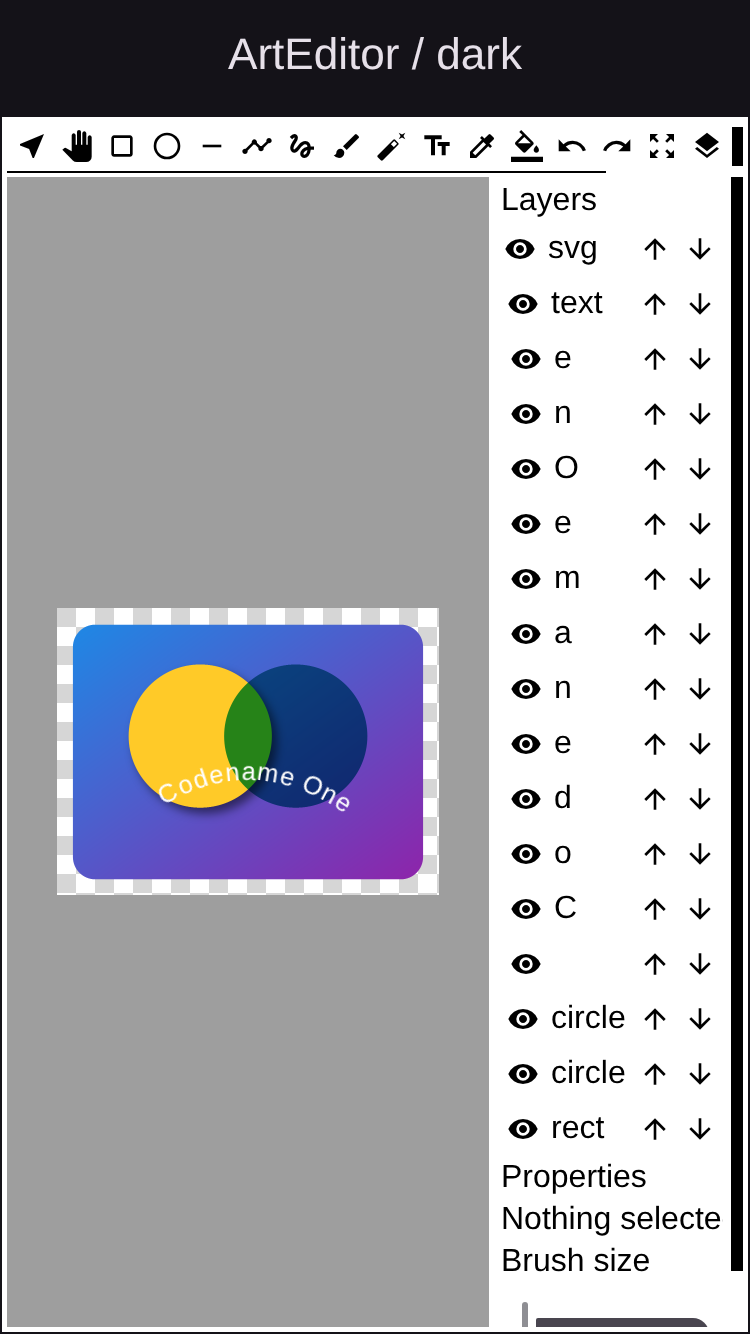 ArtEditor / dark
Layers
svg
text
e
n
O
e
m
a
n
e
d
o
C
circle
circle
rect
Properties
Nothing selecte
Brush size
Codename One